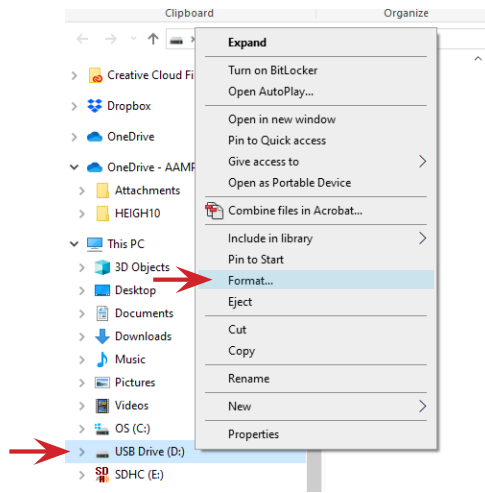 Clipboard
Organize
Creative Cloud Fi
Dropbox
OneDrive
OneDrive - AAMP
Attachments
HEIGH10
This PC
3D Objects
Desktop
Documents
Downloads
Music
Pictures
Videos
OS (C:)
USB Drive (D:)
SD
SDHC (E:)
Expand
Turn on BitLocker
Open AutoPlay...
Open in new window
Pin to Quick access
Give access to
Open as Portable Device
Combine files in Acrobat...
Include in library
Pin to Start
Format...
Eject
Cut
Copy
Rename
New
Properties